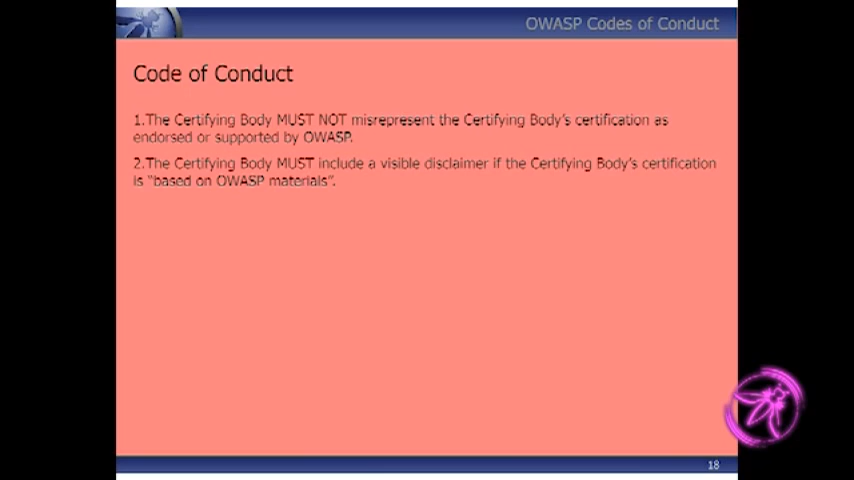 OWASP Codes of Conduct
Code of Conduct
1.The Certifying Body MUST NOT misrepresent the Certifying Body's certification as
endorsed or supported by OWASP.
2.The Certifying Body MUST include a visible disclaimer if the Certifying Body's certification
is "based on OWASP materials".
18